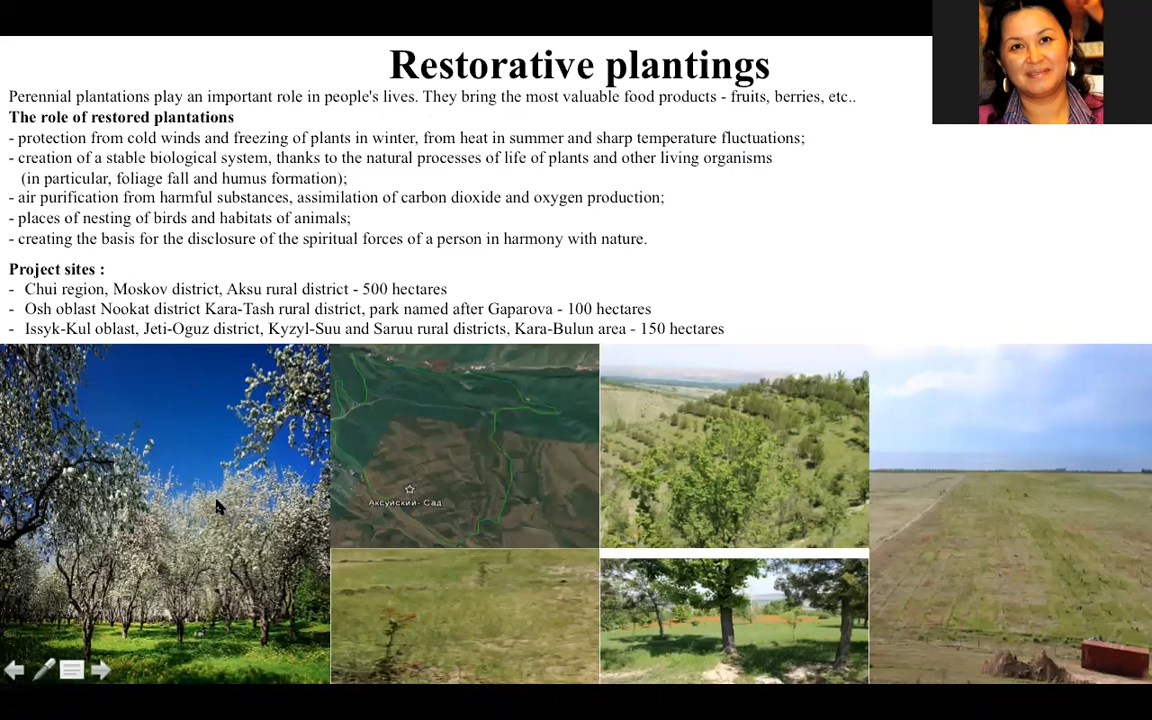 Restorative plantings
Perennial plantations play an important role in people's lives. They bring the most valuable food products - fruits, berries, etc..
The role of restored plantations
- protection from cold winds and freezing of plants in winter, from heat in summer and sharp temperature fluctuations;
- creation of a stable biological system, thanks to the natural processes of life of plants and other living organisms
(in particular, foliage fall and humus formation);
- air purification from harmful substances, assimilation of carbon dioxide and oxygen production;
- places of nesting of birds and habitats of animals;
- creating the basis for the disclosure of the spiritual forces of a person in harmony with nature.
Project sites :
- Chui region, Moskov district, Aksu rural district - 500 hectares
- Osh oblast Nookat district Kara-Tash rural district, park named after Gaparova - 100 hectares
- Issyk-Kul oblast, Jeti-Oguz district, Kyzyl-Suu and Saruu rural districts, Kara-Bulun area - 150 hectares
Аксуйский- Сад